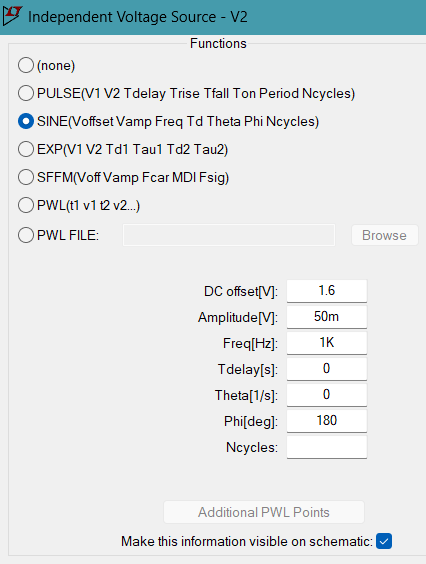 Independent Voltage Source - V2
Functions
(none)
PULSE(V1 V2 Tdelay Trise Tfall Ton Period Ncycles)
SINE(Voffset Vamp Freq Td Theta Phi Ncycles)
EXP(V1 V2 Td1 Tau1 Td2 Tau2)
SFFM(Voff Vamp Fcar MDI Fsig)
PWL(t1 v1 t2 v2...)
PWL FILE: Browse
DC offset[V]: 1.6
Amplitude[V]: 50m
Freq[Hz]: 1K
Tdelay[s]: 0
Theta[1/s]: 0
Phi[deg]: 180
Ncycles:
Additional PWL Points
Make this information visible on schematic: